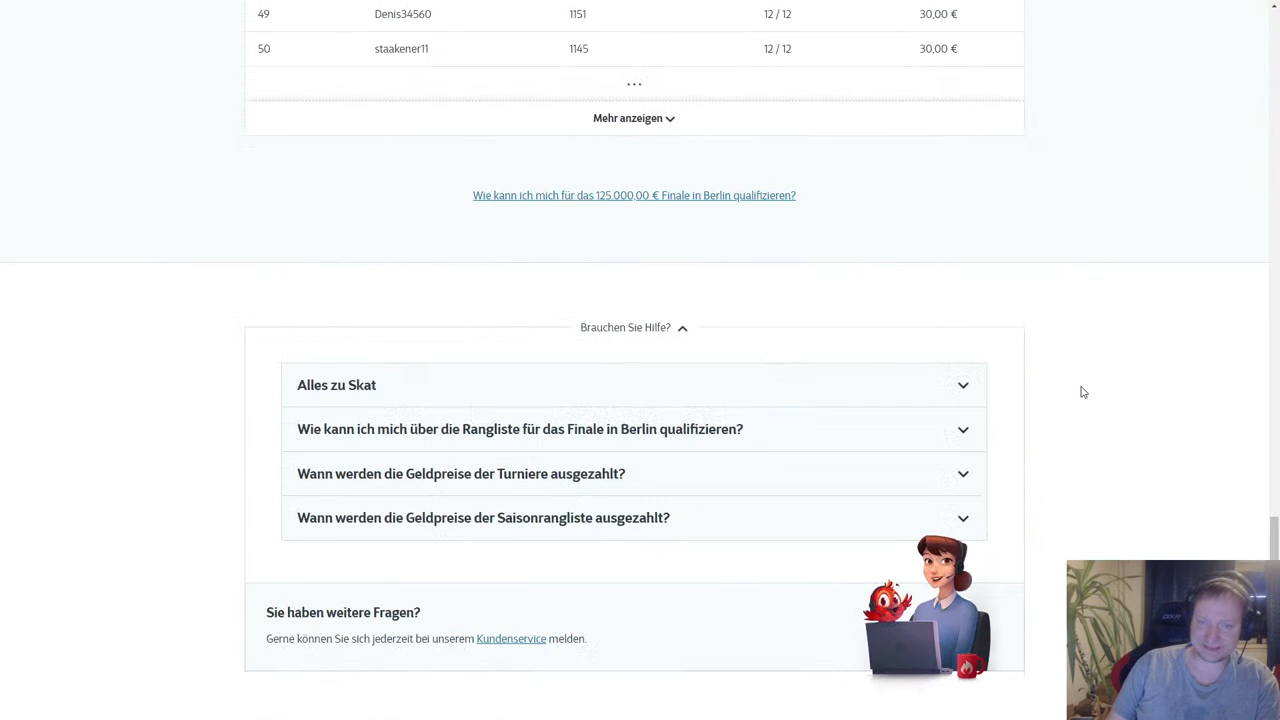 49 Denis34560 1151 12 / 12 30,00 €
50 staakener11 1145 12 / 12 30,00 €
...
Mehr anzeigen
Wie kann ich mich für das 125.000,00 € Finale in Berlin qualifizieren?
Brauchen Sie Hilfe?
Alles zu Skat
Wie kann ich mich über die Rangliste für das Finale in Berlin qualifizieren?
Wann werden die Geldpreise der Turniere ausgezahlt?
Wann werden die Geldpreise der Saisonrangliste ausgezahlt?
Sie haben weitere Fragen?
Gerne können Sie sich jederzeit bei unserem Kundenservice melden.